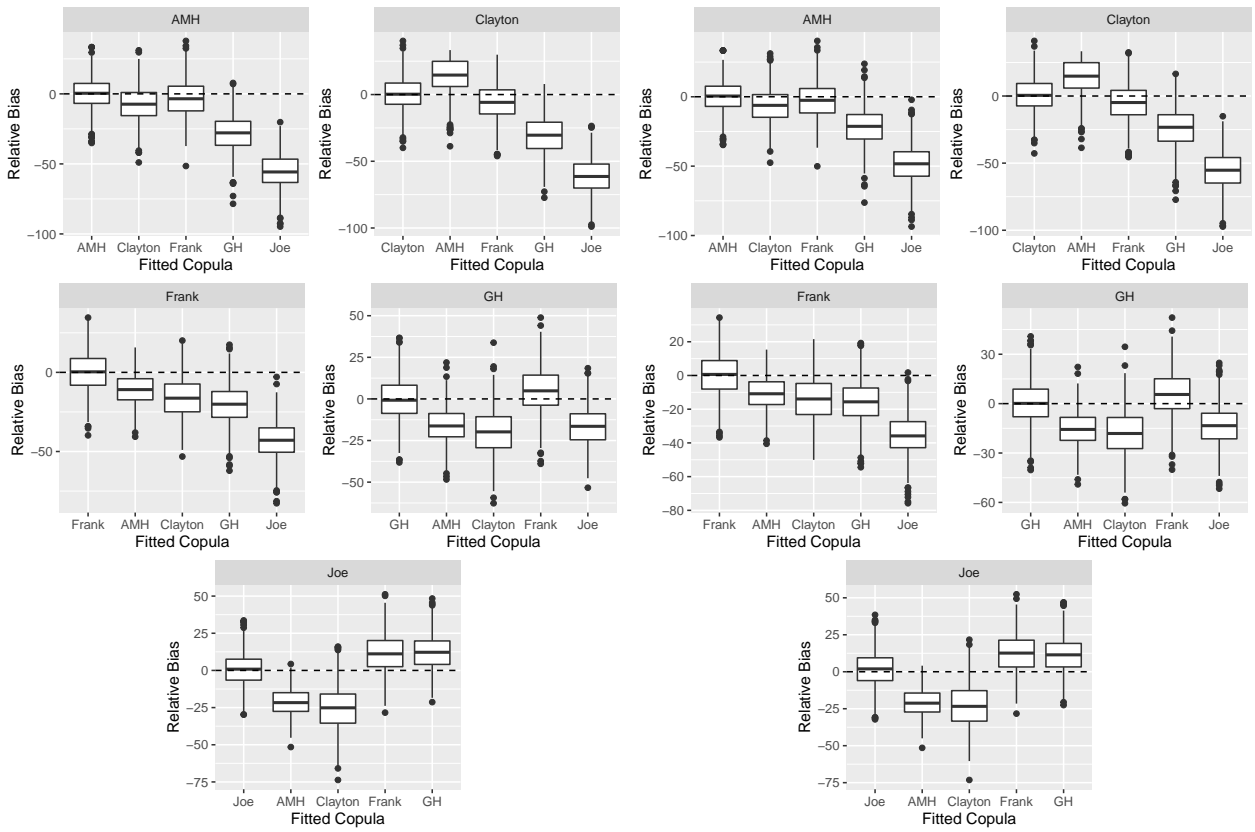 AMH
Clayton
AMH
Clayton
Relative Bias
0
−50
−100
AMH Clayton Frank GH Joe
Fitted Copula
Relative Bias
50
0
−50
−100
Clayton AMH Frank GH Joe
Fitted Copula
Relative Bias
0
−50
−100
AMH Clayton Frank GH Joe
Fitted Copula
Relative Bias
0
−50
−100
Clayton AMH Frank GH Joe
Fitted Copula
Frank
GH
Frank
GH
Relative Bias
0
−50
Frank AMH Clayton GH Joe
Fitted Copula
Relative Bias
50
25
0
−25
−50
GH AMH Clayton Frank Joe
Fitted Copula
Relative Bias
20
0
−20
−40
−60
−80
Frank AMH Clayton GH Joe
Fitted Copula
Relative Bias
30
0
−30
−60
GH AMH Clayton Frank Joe
Fitted Copula
Joe
Joe
Relative Bias
50
25
0
−25
−50
−75
Joe AMH Clayton Frank GH
Fitted Copula
Relative Bias
50
25
0
−25
−50
−75
Joe AMH Clayton Frank GH
Fitted Copula